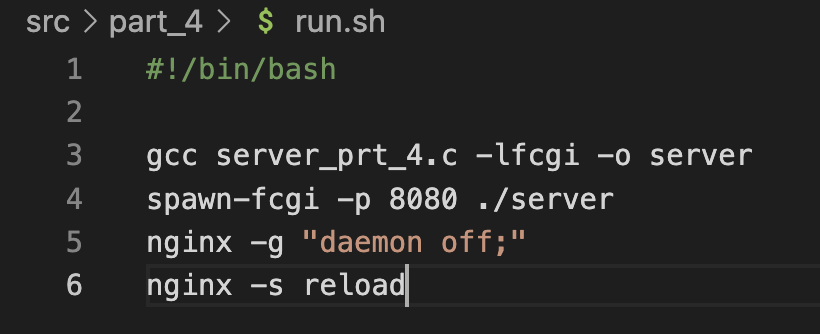 src > part_4 > $ run.sh
1 #!/bin/bash
2
3 gcc server_prt_4.c -lfcgi -o server
4 spawn-fcgi -p 8080 ./server
5 nginx -g "daemon off;"
6 nginx -s reload